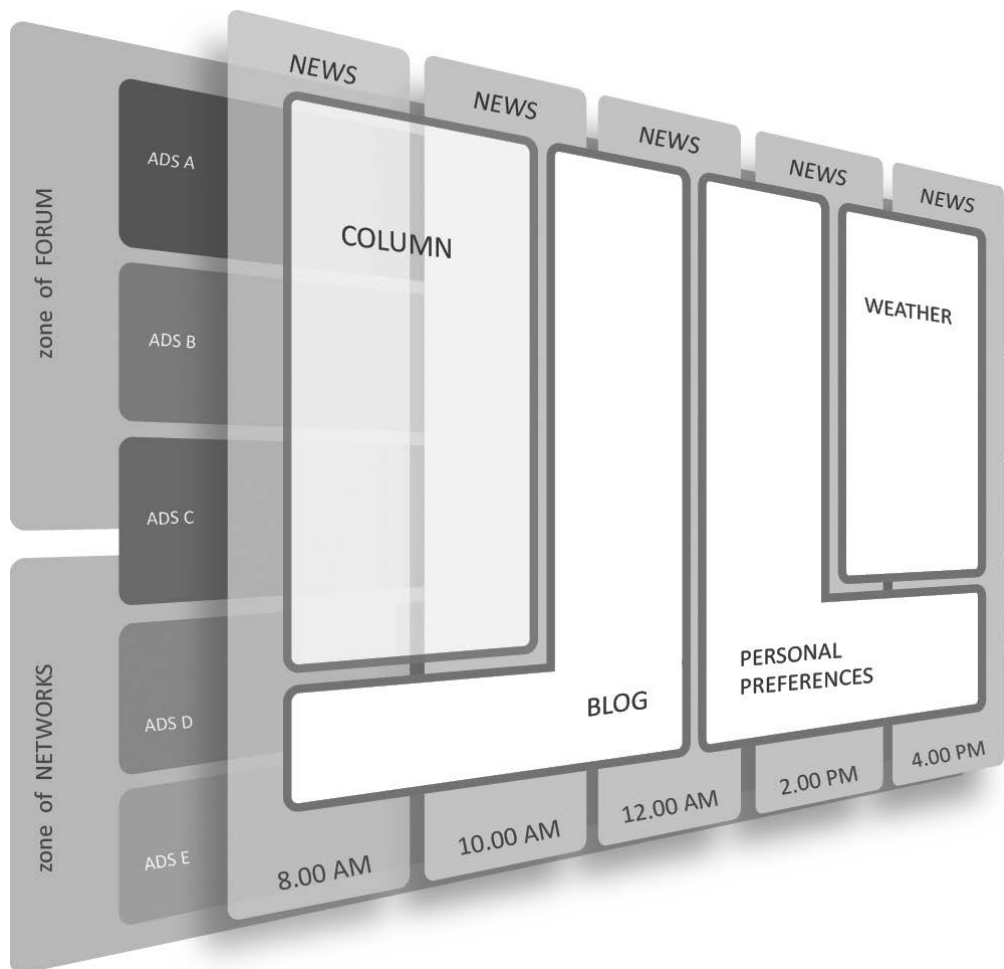 NEWS
NEWS
NEWS
NEWS
NEWS
zone of FORUM
ADS A
ADS B
ADS C
COLUMN
WEATHER
zone of NETWORKS
ADS D
ADS E
BLOG
PERSONAL
PREFERENCES
8.00 AM
10.00 AM
12.00 AM
2.00 PM
4.00 PM